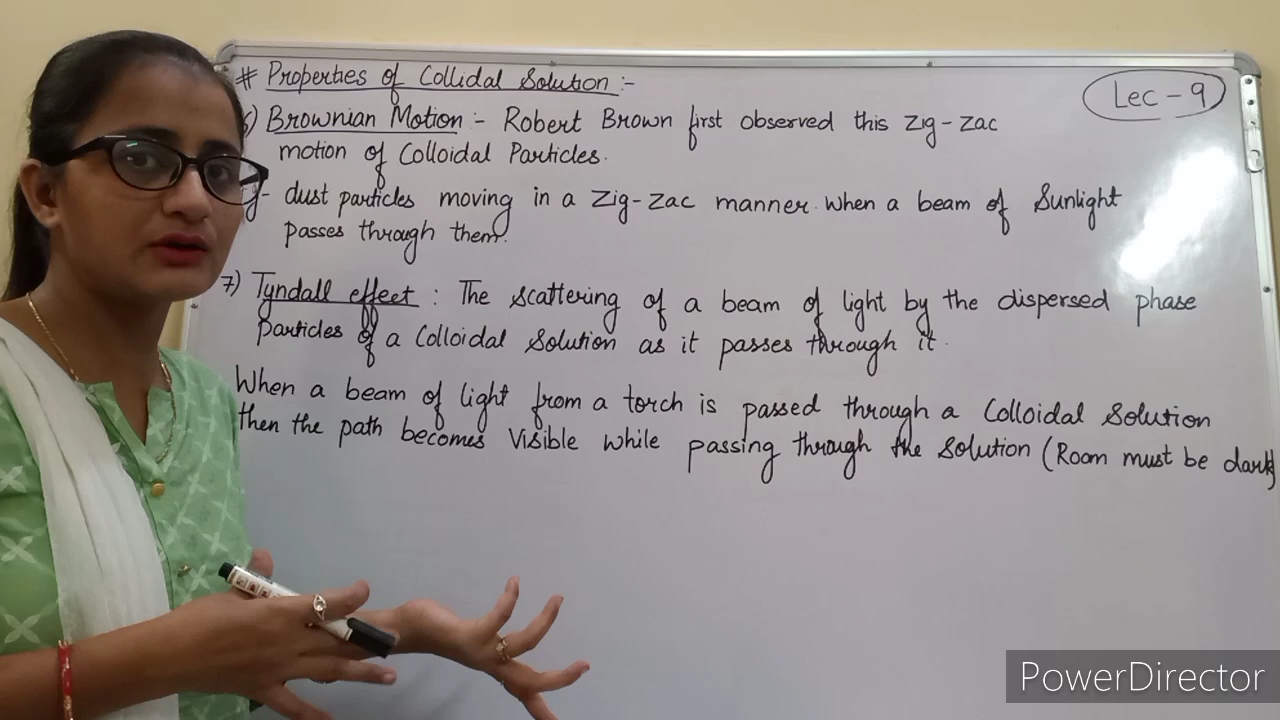 # Properties of Collidal Solution :-
Lec - 9
6) Brownian Motion :- Robert Brown first observed this Zig-Zac
motion of Colloidal Particles.
dust particles moving in a Zig-Zac manner when a beam of Sunlight
passes through them.
7) Tyndall effect : The scattering of a beam of light by the dispersed phase
particles of a Colloidal Solution as it passes through it.
When a beam of light from a torch is passed through a Colloidal Solution
then the path becomes visible while passing through the solution (Room must be dark)
PowerDirector